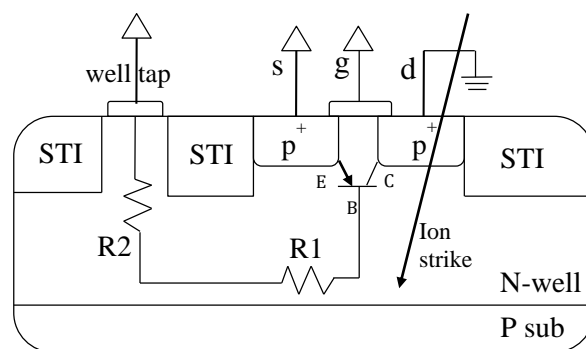 well tap
s
g
d
STI
STI
p+
p+
STI
E
C
B
R2
R1
Ion
strike
N-well
P sub